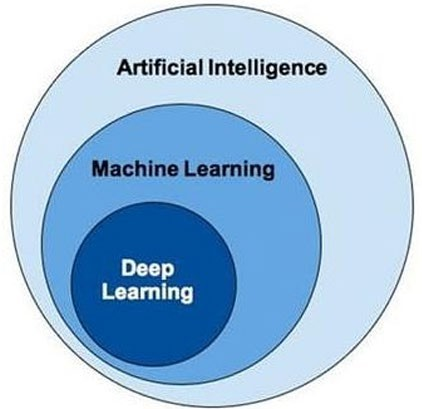 Artificial Intelligence
Machine Learning
Deep
Learning